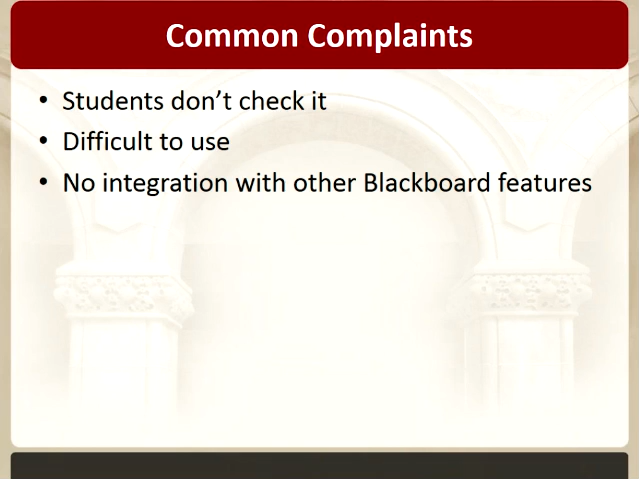 Common Complaints
• Students don’t check it
• Difficult to use
• No integration with other Blackboard features